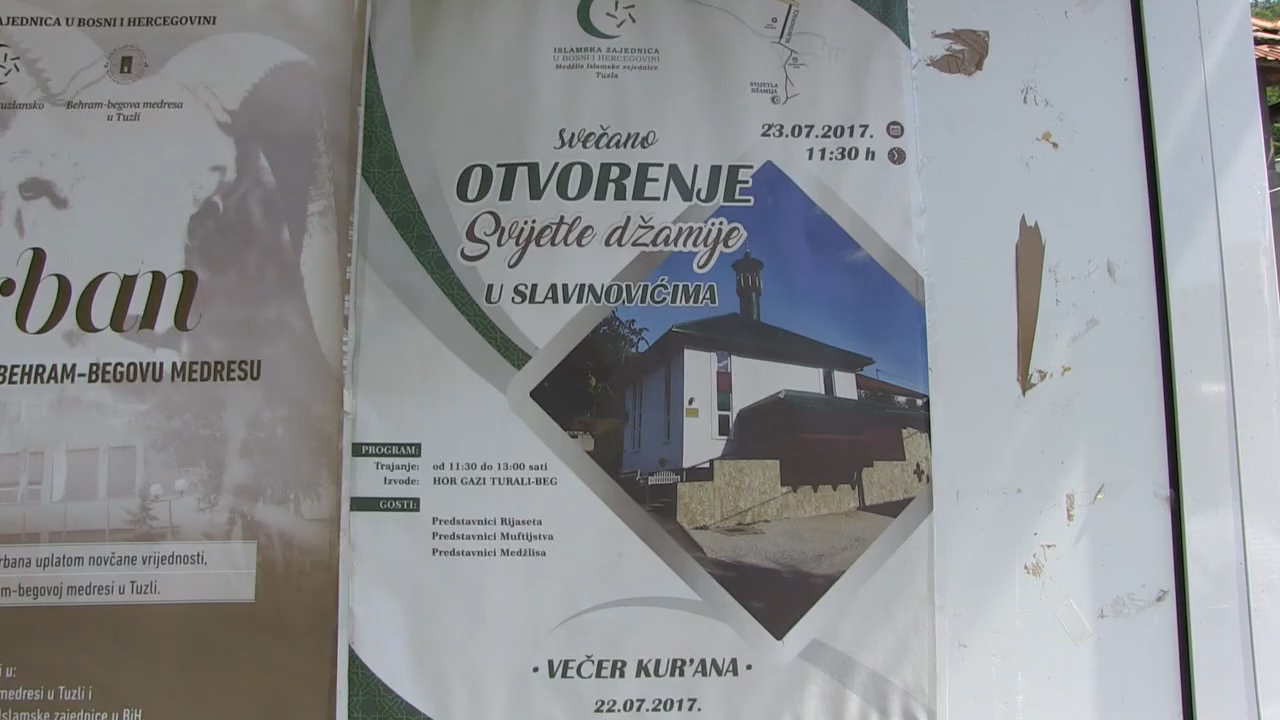 AJEDNICA U BOSNI I HERCEGOVINI
uzlansko
Behram-begova medresa
u Tuzli
rban
BEHRAM-BEGOVU MEDRESU
rbana uplatom novčane vrijednosti,
m-begovoj medresi u Tuzli.
i u:
medresi u Tuzli i
Islamske zajednice u BiH
ISLAMSKA ZAJEDNICA
U BOSNI I HERCEGOVINI
Medžlis Islamske zajednice
Tuzla
SVIJETLA
DŽAMIJA
23.07.2017.
11:30 h
svečano
OTVORENJE
Svijetle džamije
U SLAVINOVIĆIMA
PROGRAM:
Trajanje: od 11:30 do 13:00 sati
Izvode: HOR GAZI TURALI-BEG
GOSTI:
Predstavnici Rijaseta
Predstavnici Muftijstva
Predstavnici Medžlisa
• VEČER KUR'ANA •
22.07.2017.